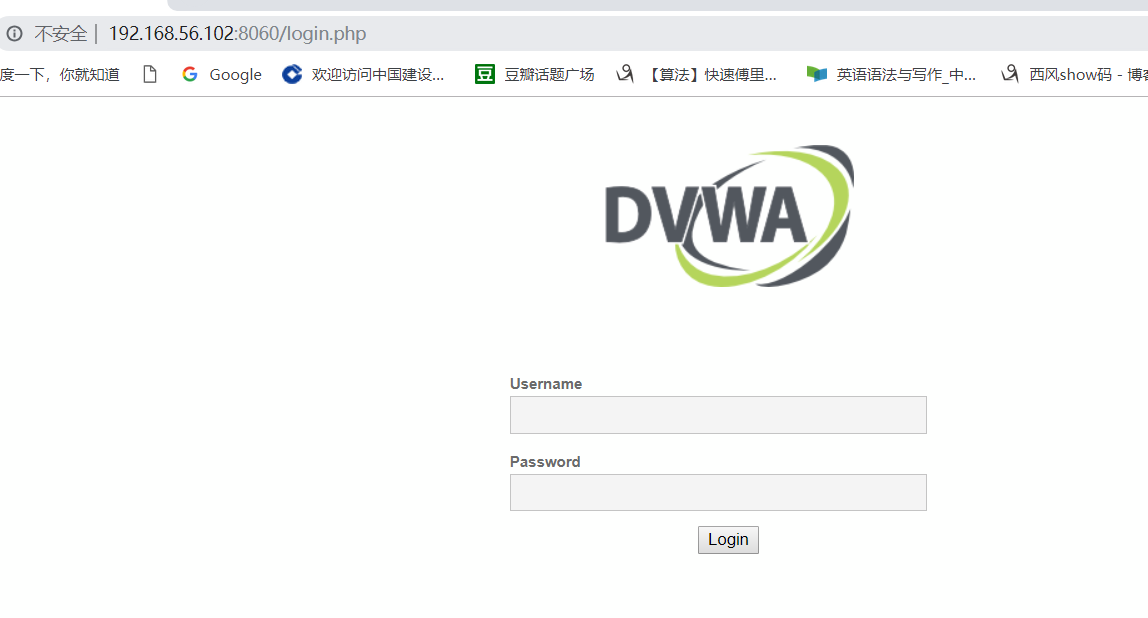 不安全 | 192.168.56.102:8060/login.php
度一下，你就知道 Google 欢迎访问中国建设... 豆 豆瓣话题广场 【算法】快速傅里... 英语语法与写作_中... 西风show码 - 博客
DVWA
Username
Password
Login